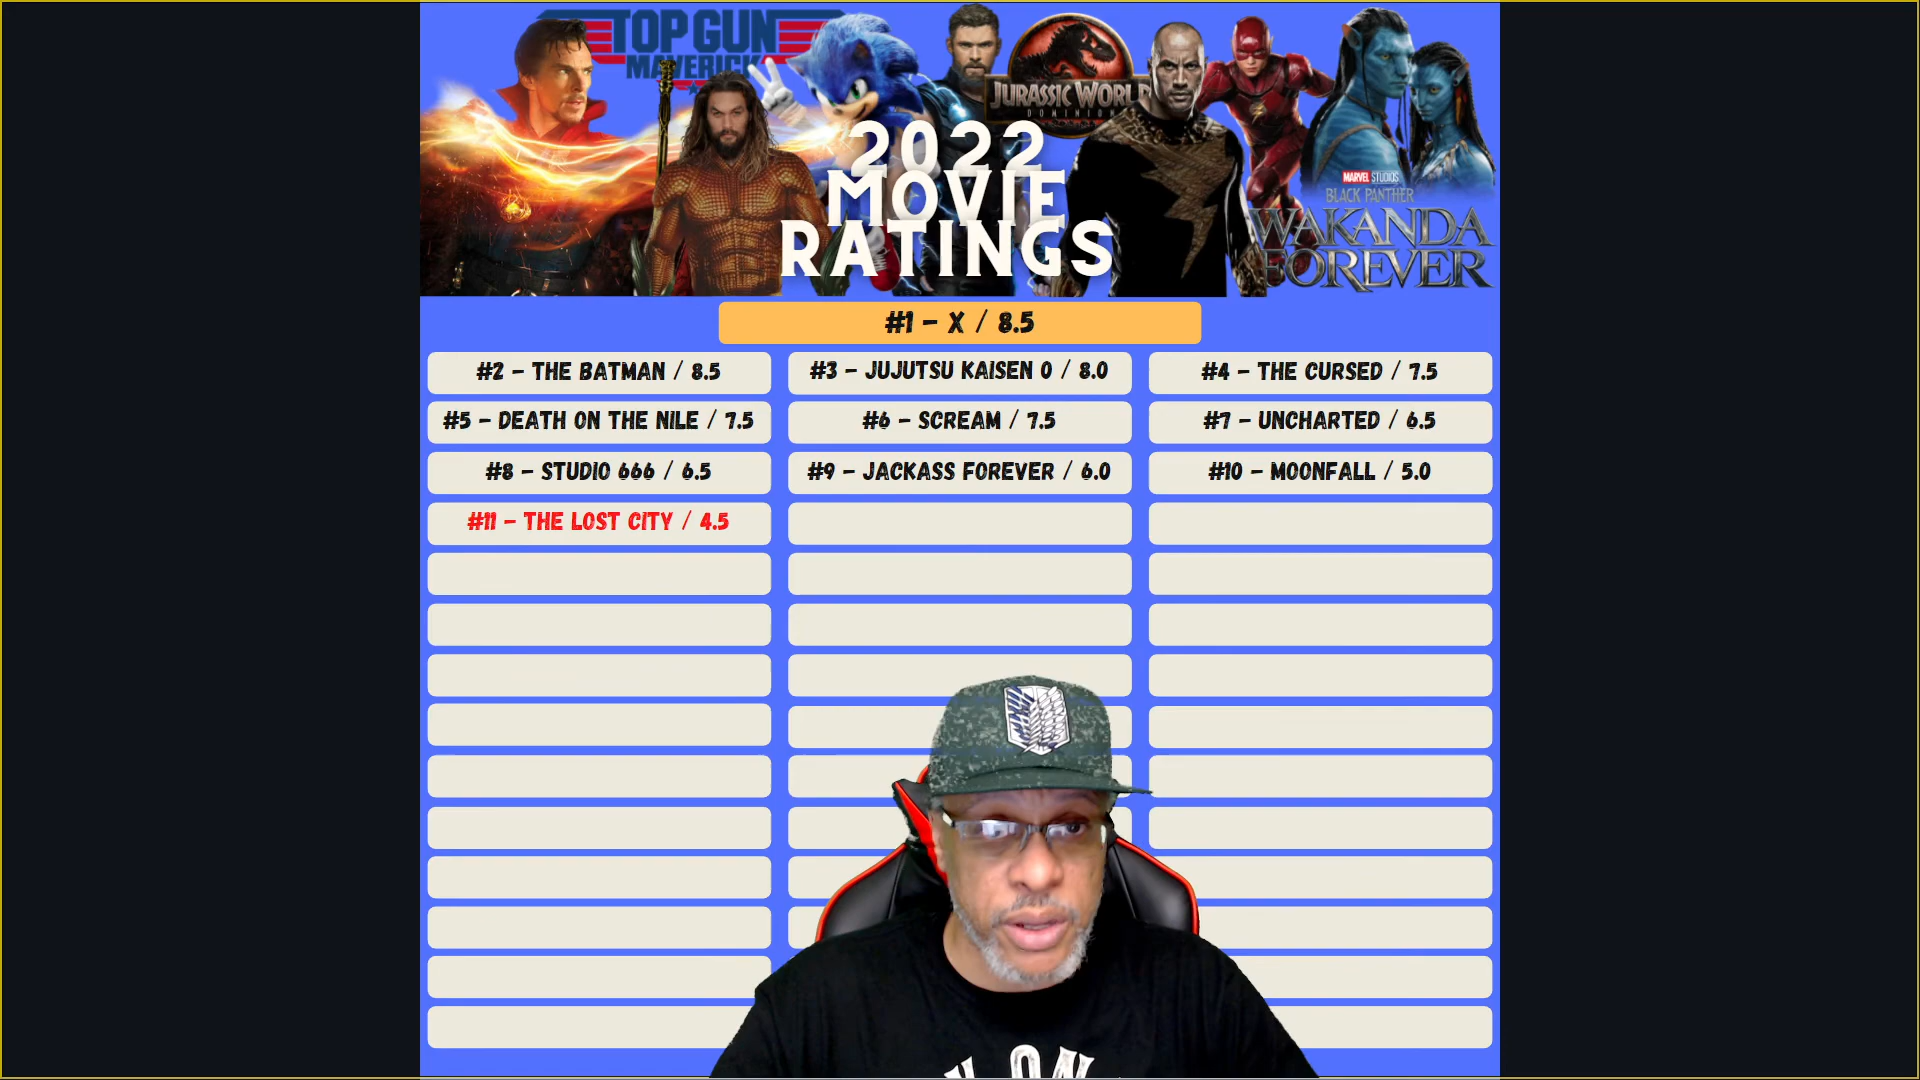 TOP GUN
MAVERICK
JURASSIC WORLD
DOMINION
2022
MOVIE
RATINGS
MARVEL STUDIOS
BLACK PANTHER
WAKANDA
FOREVER
#1 – X / 8.5
#2 – THE BATMAN / 8.5
#3 – JUJUTSU KAISEN 0 / 8.0
#4 – THE CURSED / 7.5
#5 – DEATH ON THE NILE / 7.5
#6 – SCREAM / 7.5
#7 – UNCHARTED / 6.5
#8 – STUDIO 666 / 6.5
#9 – JACKASS FOREVER / 6.0
#10 – MOONFALL / 5.0
#11 – THE LOST CITY / 4.5